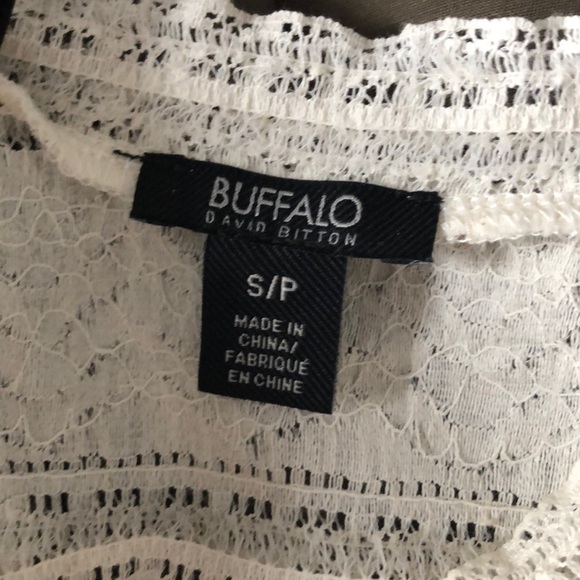 BUFFALO
DAVID BITTON
S/P
MADE IN
CHINA/
FABRIQUÉ
EN CHINE